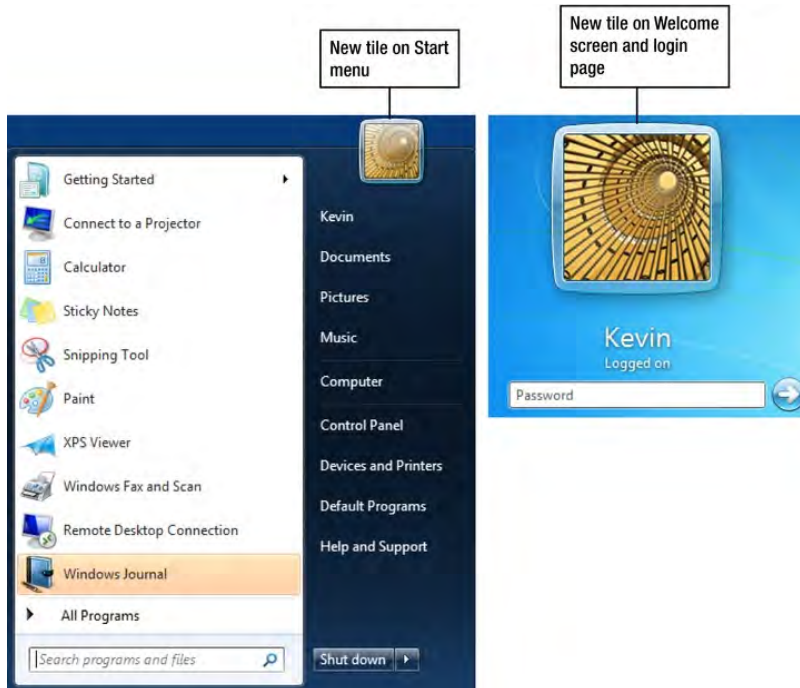 New tile on Start
menu
New tile on Welcome
screen and login
page
Getting Started
Connect to a Projector
Calculator
Sticky Notes
Snipping Tool
Paint
XPS Viewer
Windows Fax and Scan
Remote Desktop Connection
Windows Journal
All Programs
Search programs and files
Kevin
Documents
Pictures
Music
Computer
Control Panel
Devices and Printers
Default Programs
Help and Support
Shut down
Kevin
Logged on
Password